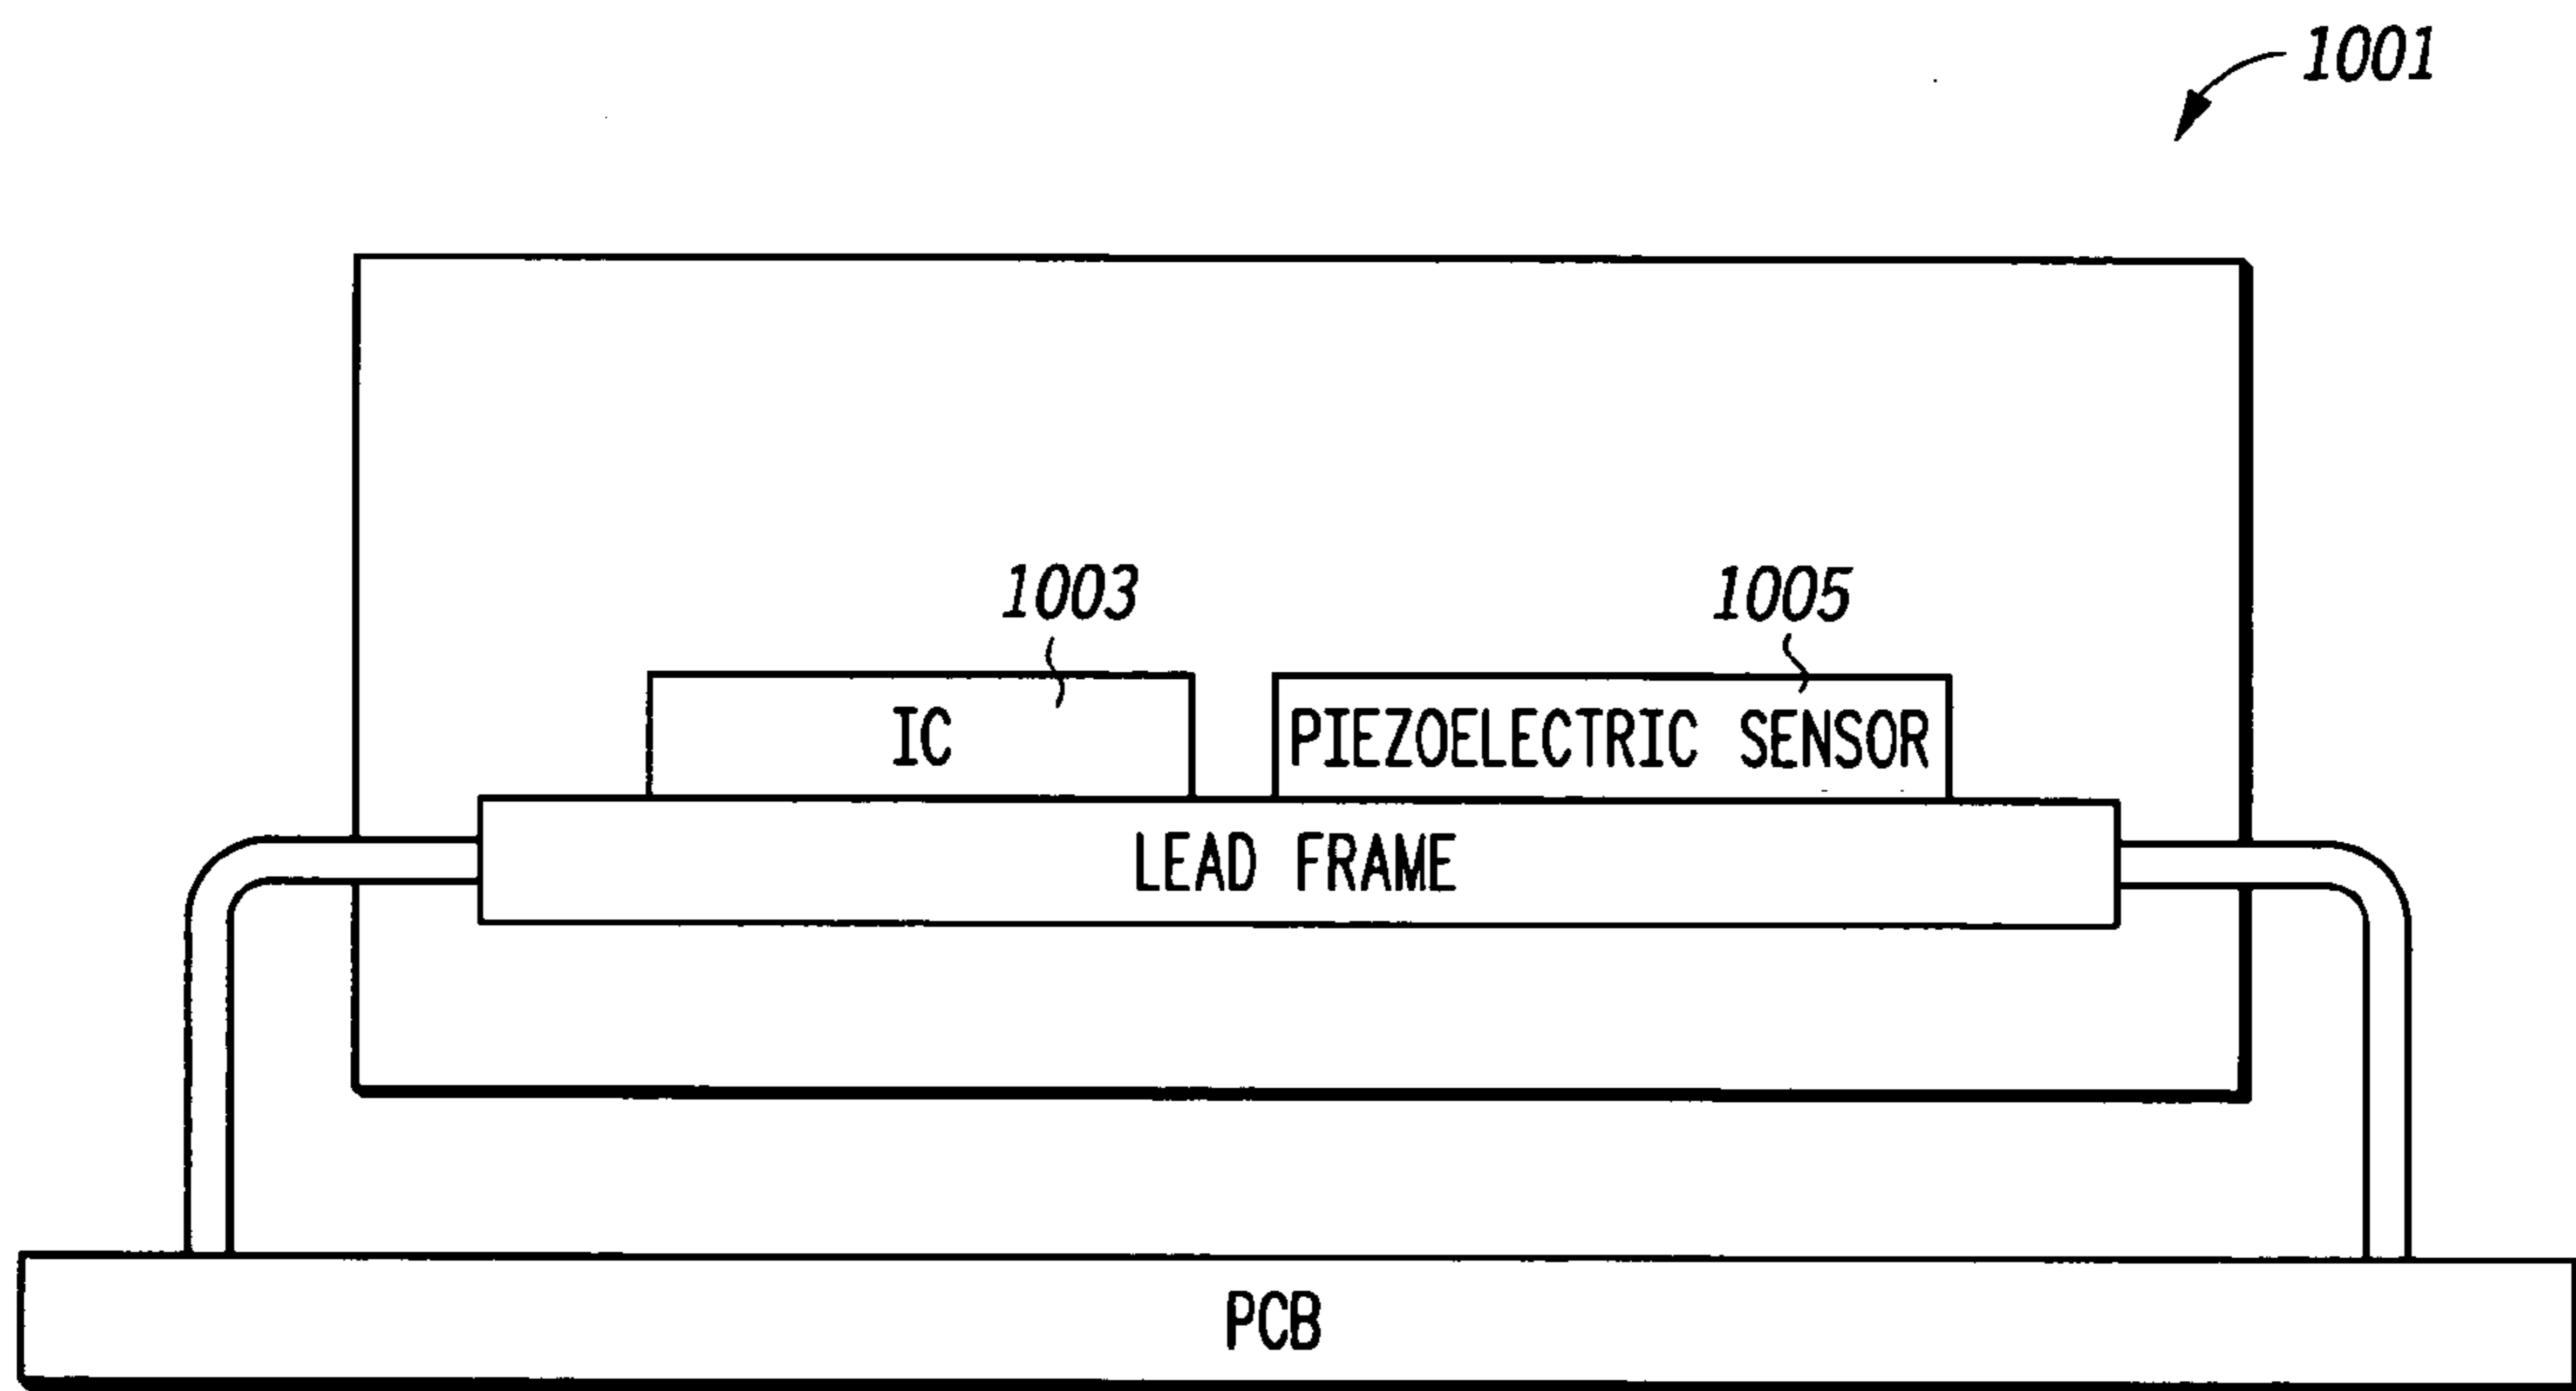 1001
1003
1005
IC
PIEZOELECTRIC SENSOR
LEAD FRAME
PCB